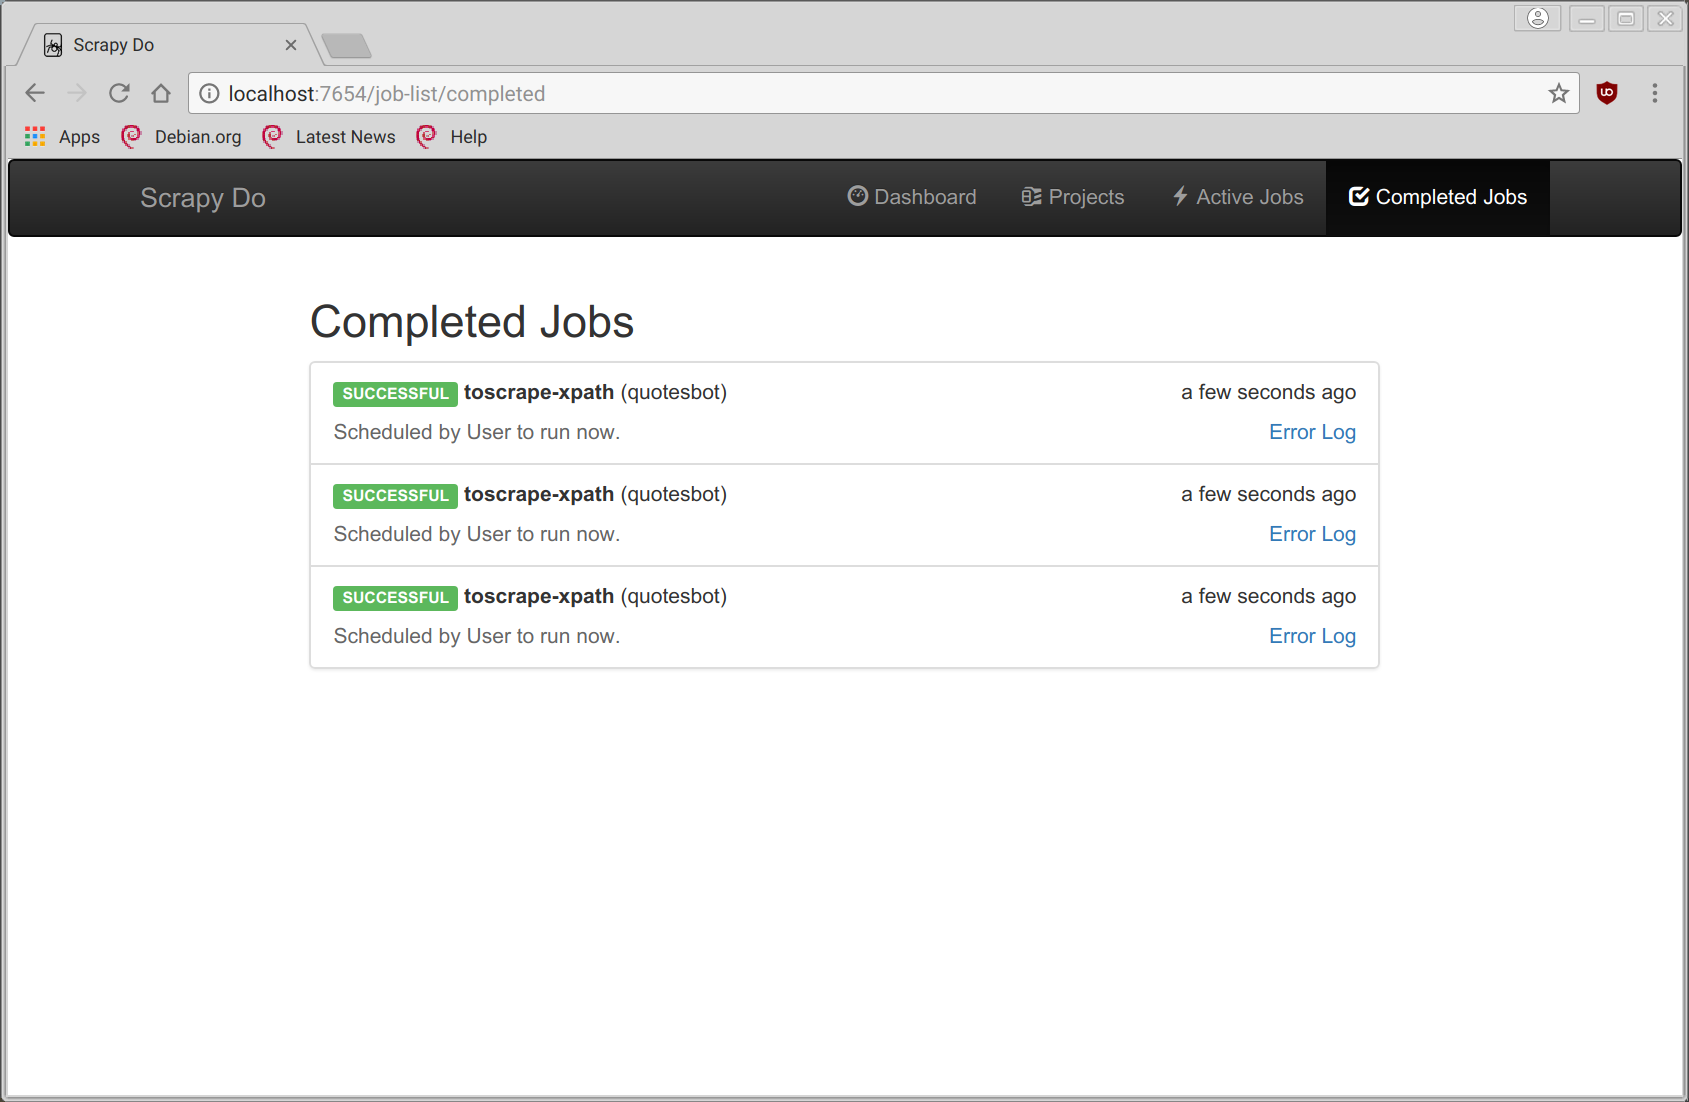 Scrapy Do
localhost:7654/job-list/completed
Apps Debian.org Latest News Help
Scrapy Do Dashboard Projects Active Jobs Completed Jobs
Completed Jobs
SUCCESSFUL toscrape-xpath (quotesbot) a few seconds ago
Scheduled by User to run now. Error Log
SUCCESSFUL toscrape-xpath (quotesbot) a few seconds ago
Scheduled by User to run now. Error Log
SUCCESSFUL toscrape-xpath (quotesbot) a few seconds ago
Scheduled by User to run now. Error Log